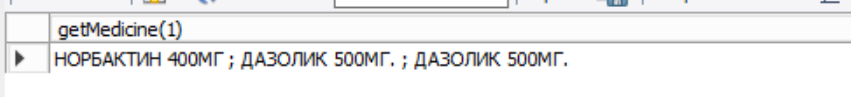 getMedicine(1)
НОРБАКТИН 400МГ ; ДАЗОЛИК 500МГ. ; ДАЗОЛИК 500МГ.